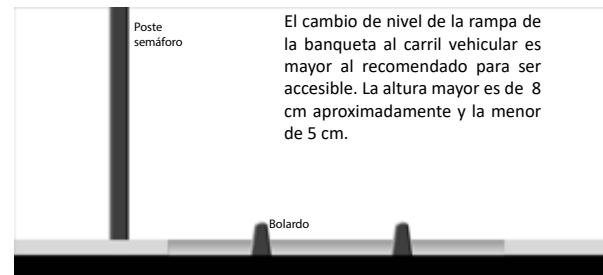 Poste
semáforo
El cambio de nivel de la rampa de
la banqueta al carril vehicular es
mayor al recomendado para ser
accesible. La altura mayor es de 8
cm aproximadamente y la menor
de 5 cm.
Bolardo